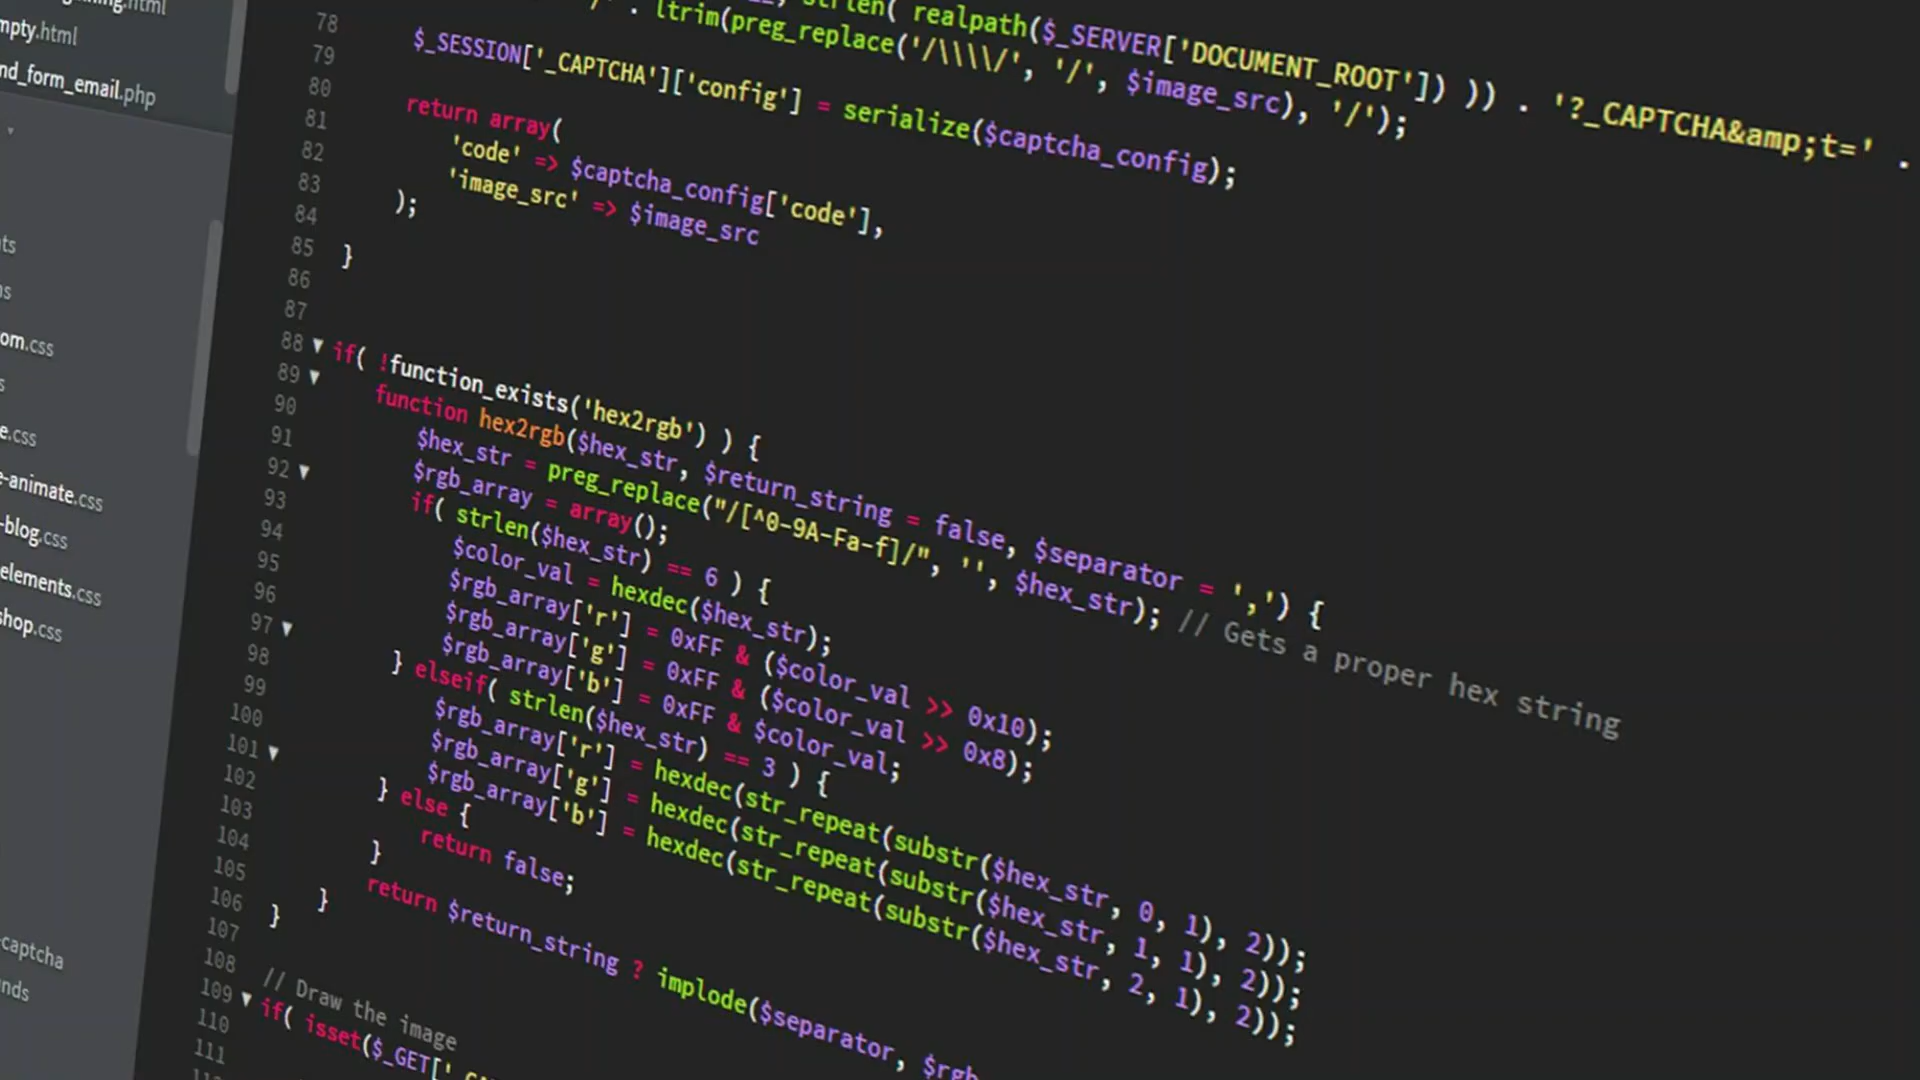 .html
mpty.html
nd_form_email.php
ts
ns
om.css
s
e.css
-animate.css
-blog.css
elements.css
shop.css
-captcha
nds
strlen( realpath($_SERVER['DOCUMENT_ROOT']) )) . '?_CAPTCHA&amp;t=' .
78 . ltrim(preg_replace('/\\\\/', '/', $image_src), '/');
79 $_SESSION['_CAPTCHA']['config'] = serialize($captcha_config);
80
81 return array(
82 'code' => $captcha_config['code'],
83 'image_src' => $image_src
84 );
85 }
86
87
88 if( !function_exists('hex2rgb') ) {
89 function hex2rgb($hex_str, $return_string = false, $separator = ',') {
90 $hex_str = preg_replace("/[^0-9A-Fa-f]/", '', $hex_str); // Gets a proper hex string
91 $rgb_array = array();
92 if( strlen($hex_str) == 6 ) {
93 $color_val = hexdec($hex_str);
94 $rgb_array['r'] = 0xFF & ($color_val >> 0x10);
95 $rgb_array['g'] = 0xFF & ($color_val >> 0x8);
96 $rgb_array['b'] = 0xFF & $color_val;
97 } elseif( strlen($hex_str) == 3 ) {
98 $rgb_array['r'] = hexdec(str_repeat(substr($hex_str, 0, 1), 2));
99 $rgb_array['g'] = hexdec(str_repeat(substr($hex_str, 1, 1), 2));
100 $rgb_array['b'] = hexdec(str_repeat(substr($hex_str, 2, 1), 2));
101 } else {
102 return false;
103 }
104 return $return_string ? implode($separator, $rgb
105 }
106 }
107
108 // Draw the image
109 if( isset($_GET['
110
111